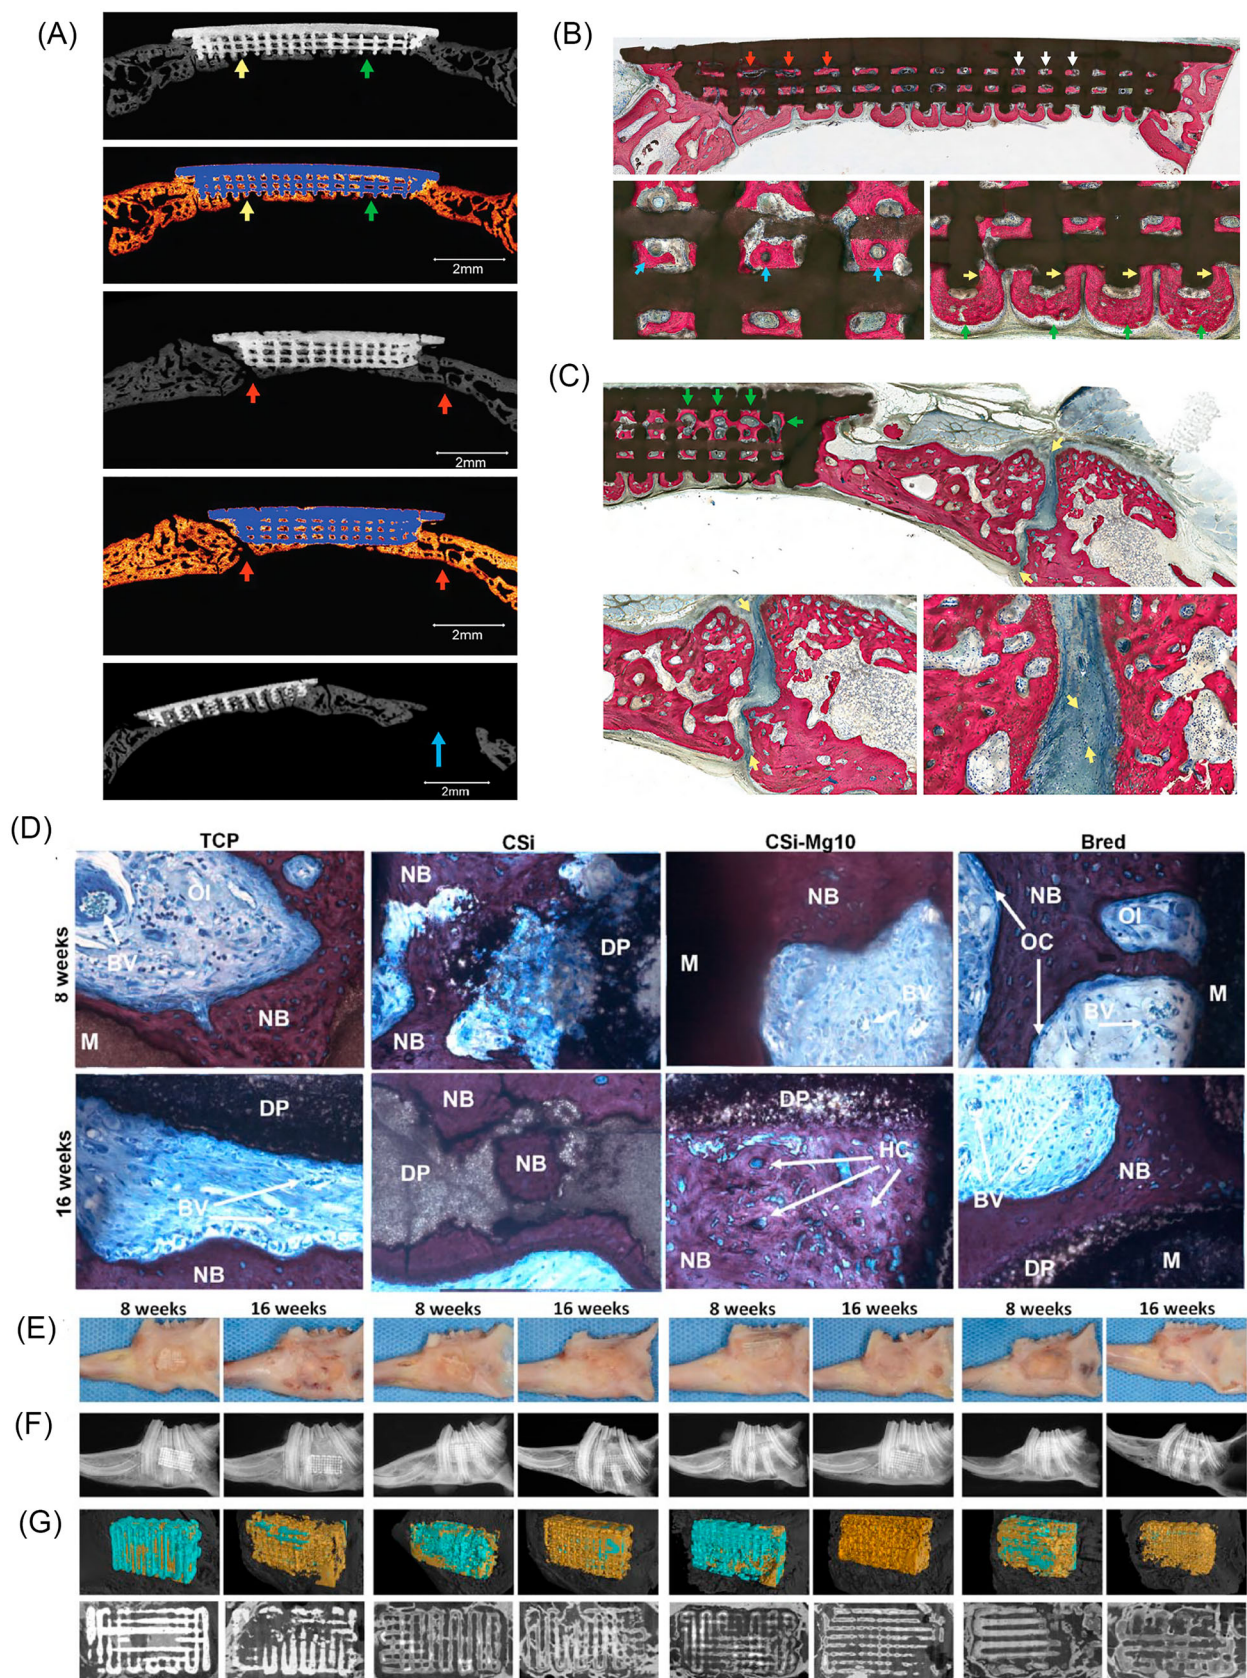 (A)
2mm
2mm
2mm
2mm
(B)
(C)
(D)
TCP CSi CSi-Mg10 Bred
8 weeks
OI
BV
NB
M
NB
DP
NB
NB
M
BV
NB
OI
OC
BV
M
16 weeks
DP
BV
NB
NB
DP
NB
DP
HC
NB
BV
NB
DP
M
8 weeks 16 weeks 8 weeks 16 weeks 8 weeks 16 weeks 8 weeks 16 weeks
(E)
(F)
(G)